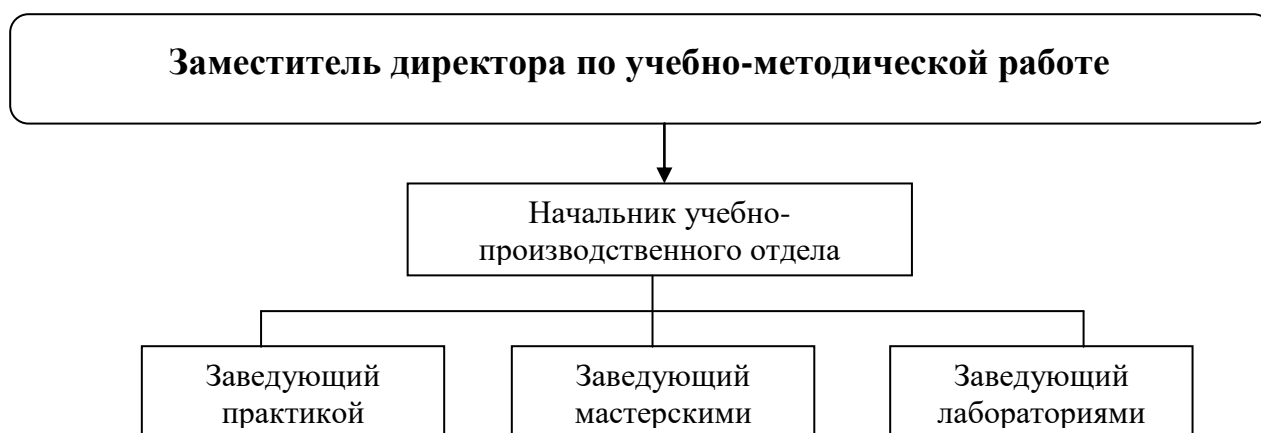 Заместитель директора по учебно-методической работе
Начальник учебно-
производственного отдела
Заведующий
практикой
Заведующий
мастерскими
Заведующий
лабораториями